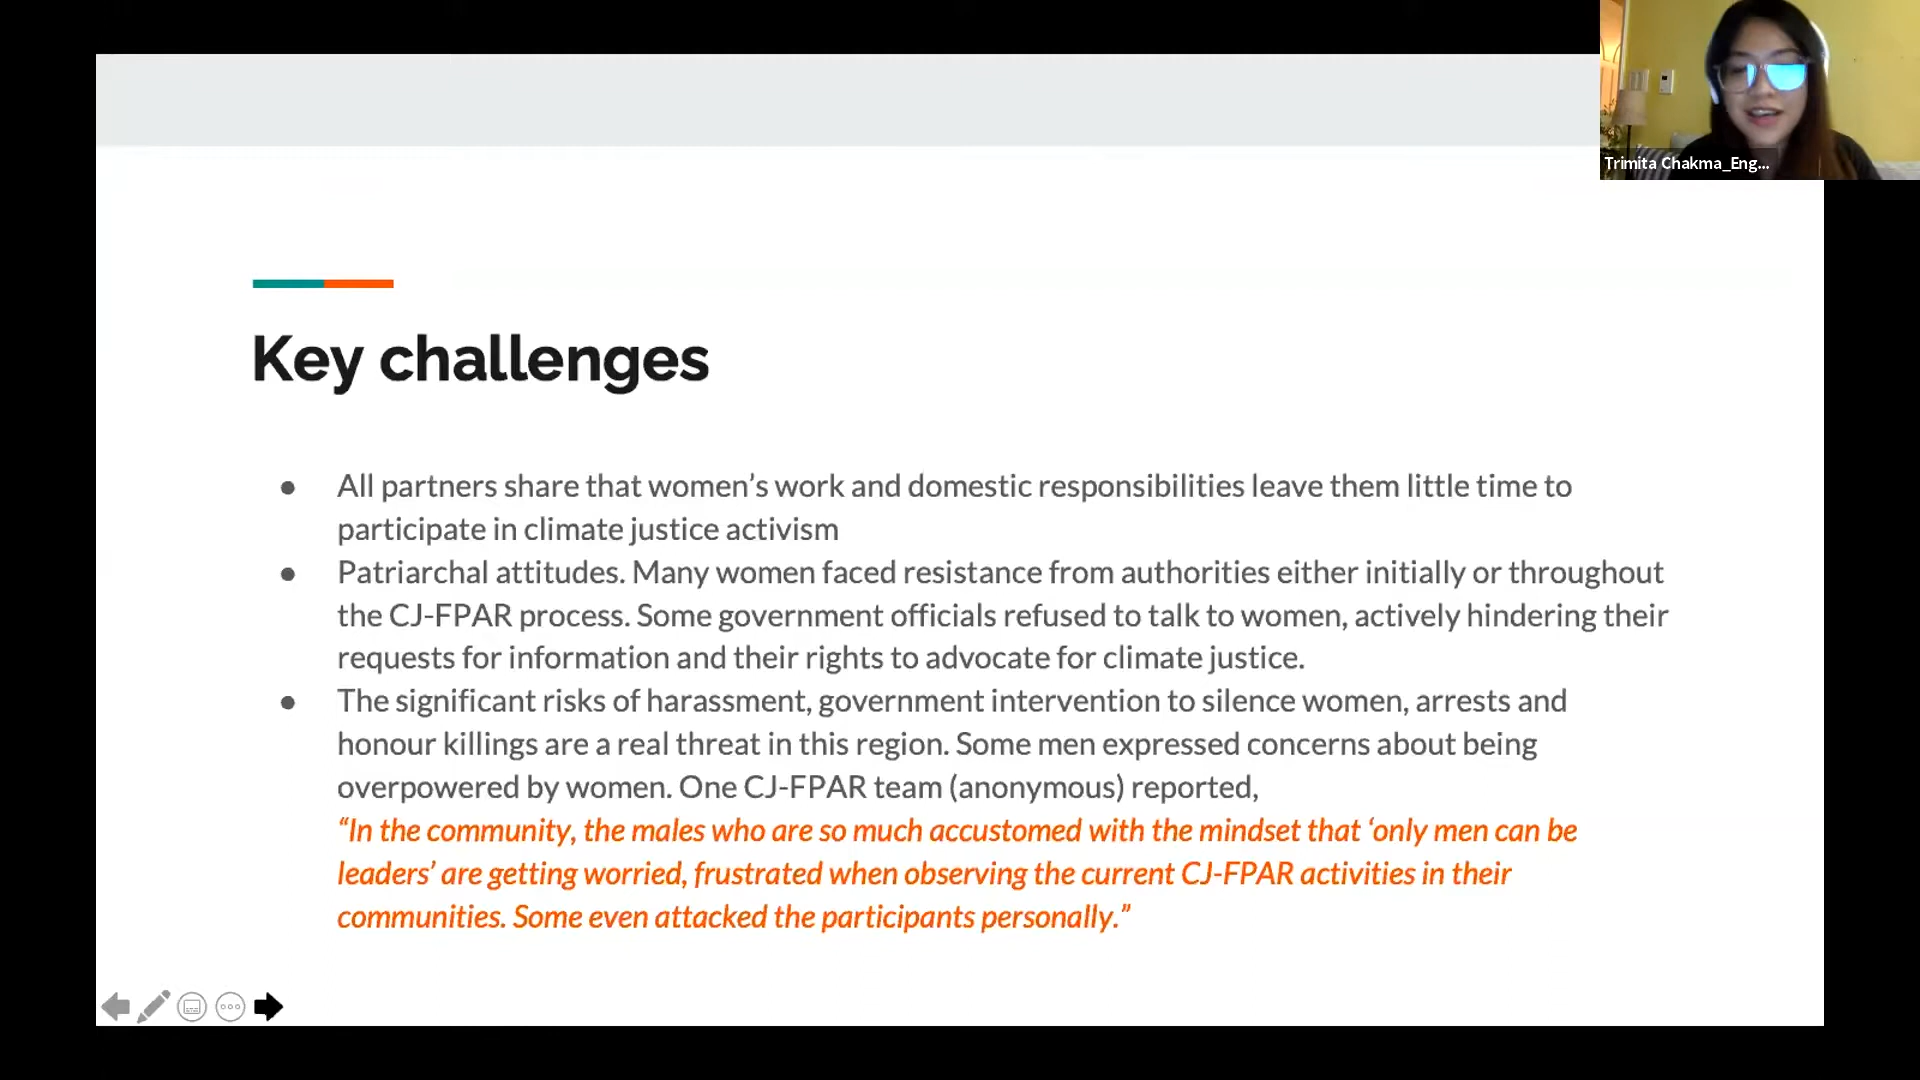 Trimita Chakma_Eng...
Key challenges
● All partners share that women’s work and domestic responsibilities leave them little time to
participate in climate justice activism
● Patriarchal attitudes. Many women faced resistance from authorities either initially or throughout
the CJ-FPAR process. Some government officials refused to talk to women, actively hindering their
requests for information and their rights to advocate for climate justice.
● The significant risks of harassment, government intervention to silence women, arrests and
honour killings are a real threat in this region. Some men expressed concerns about being
overpowered by women. One CJ-FPAR team (anonymous) reported,
“In the community, the males who are so much accustomed with the mindset that ‘only men can be
leaders’ are getting worried, frustrated when observing the current CJ-FPAR activities in their
communities. Some even attacked the participants personally.”